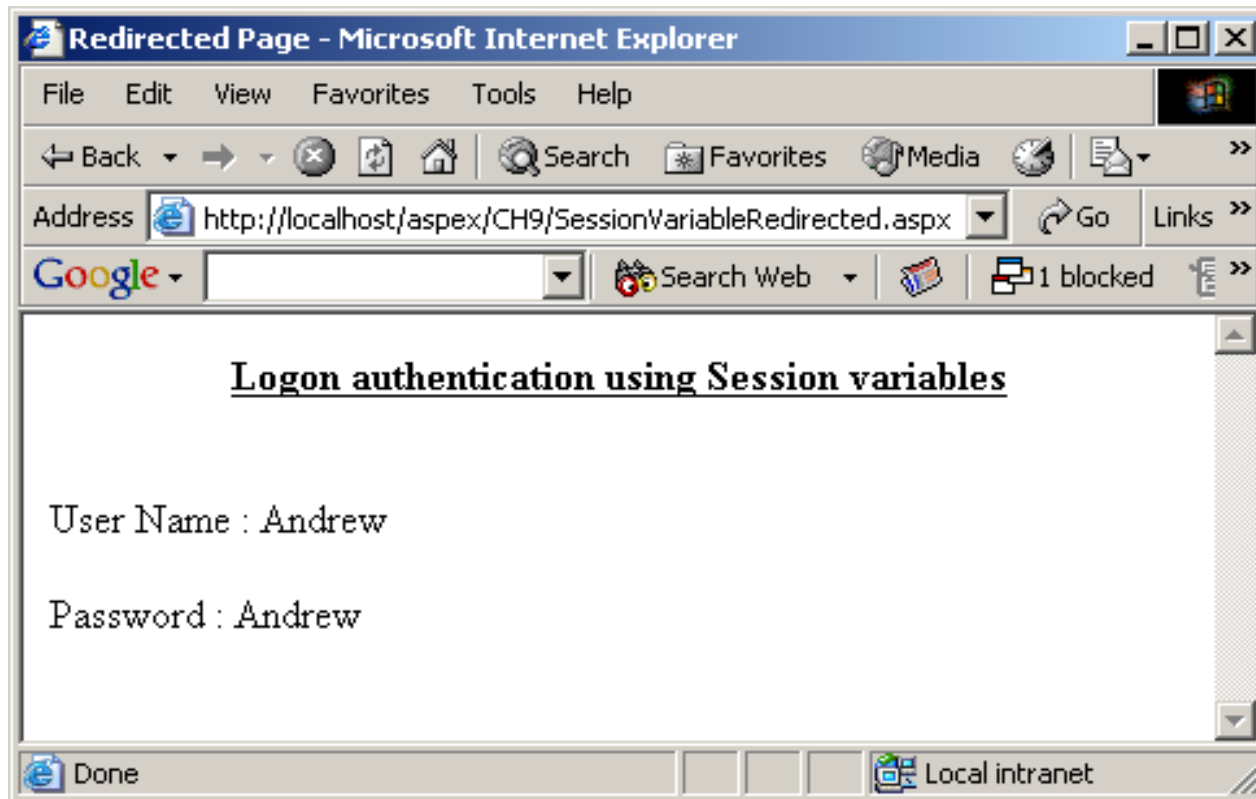 Redirected Page - Microsoft Internet Explorer
File Edit View Favorites Tools Help
Back Search Favorites Media »
Address http://localhost/aspex/CH9/SessionVariableRedirected.aspx Go Links »
Google Search Web 1 blocked »
Logon authentication using Session variables
User Name : Andrew
Password : Andrew
Done Local intranet